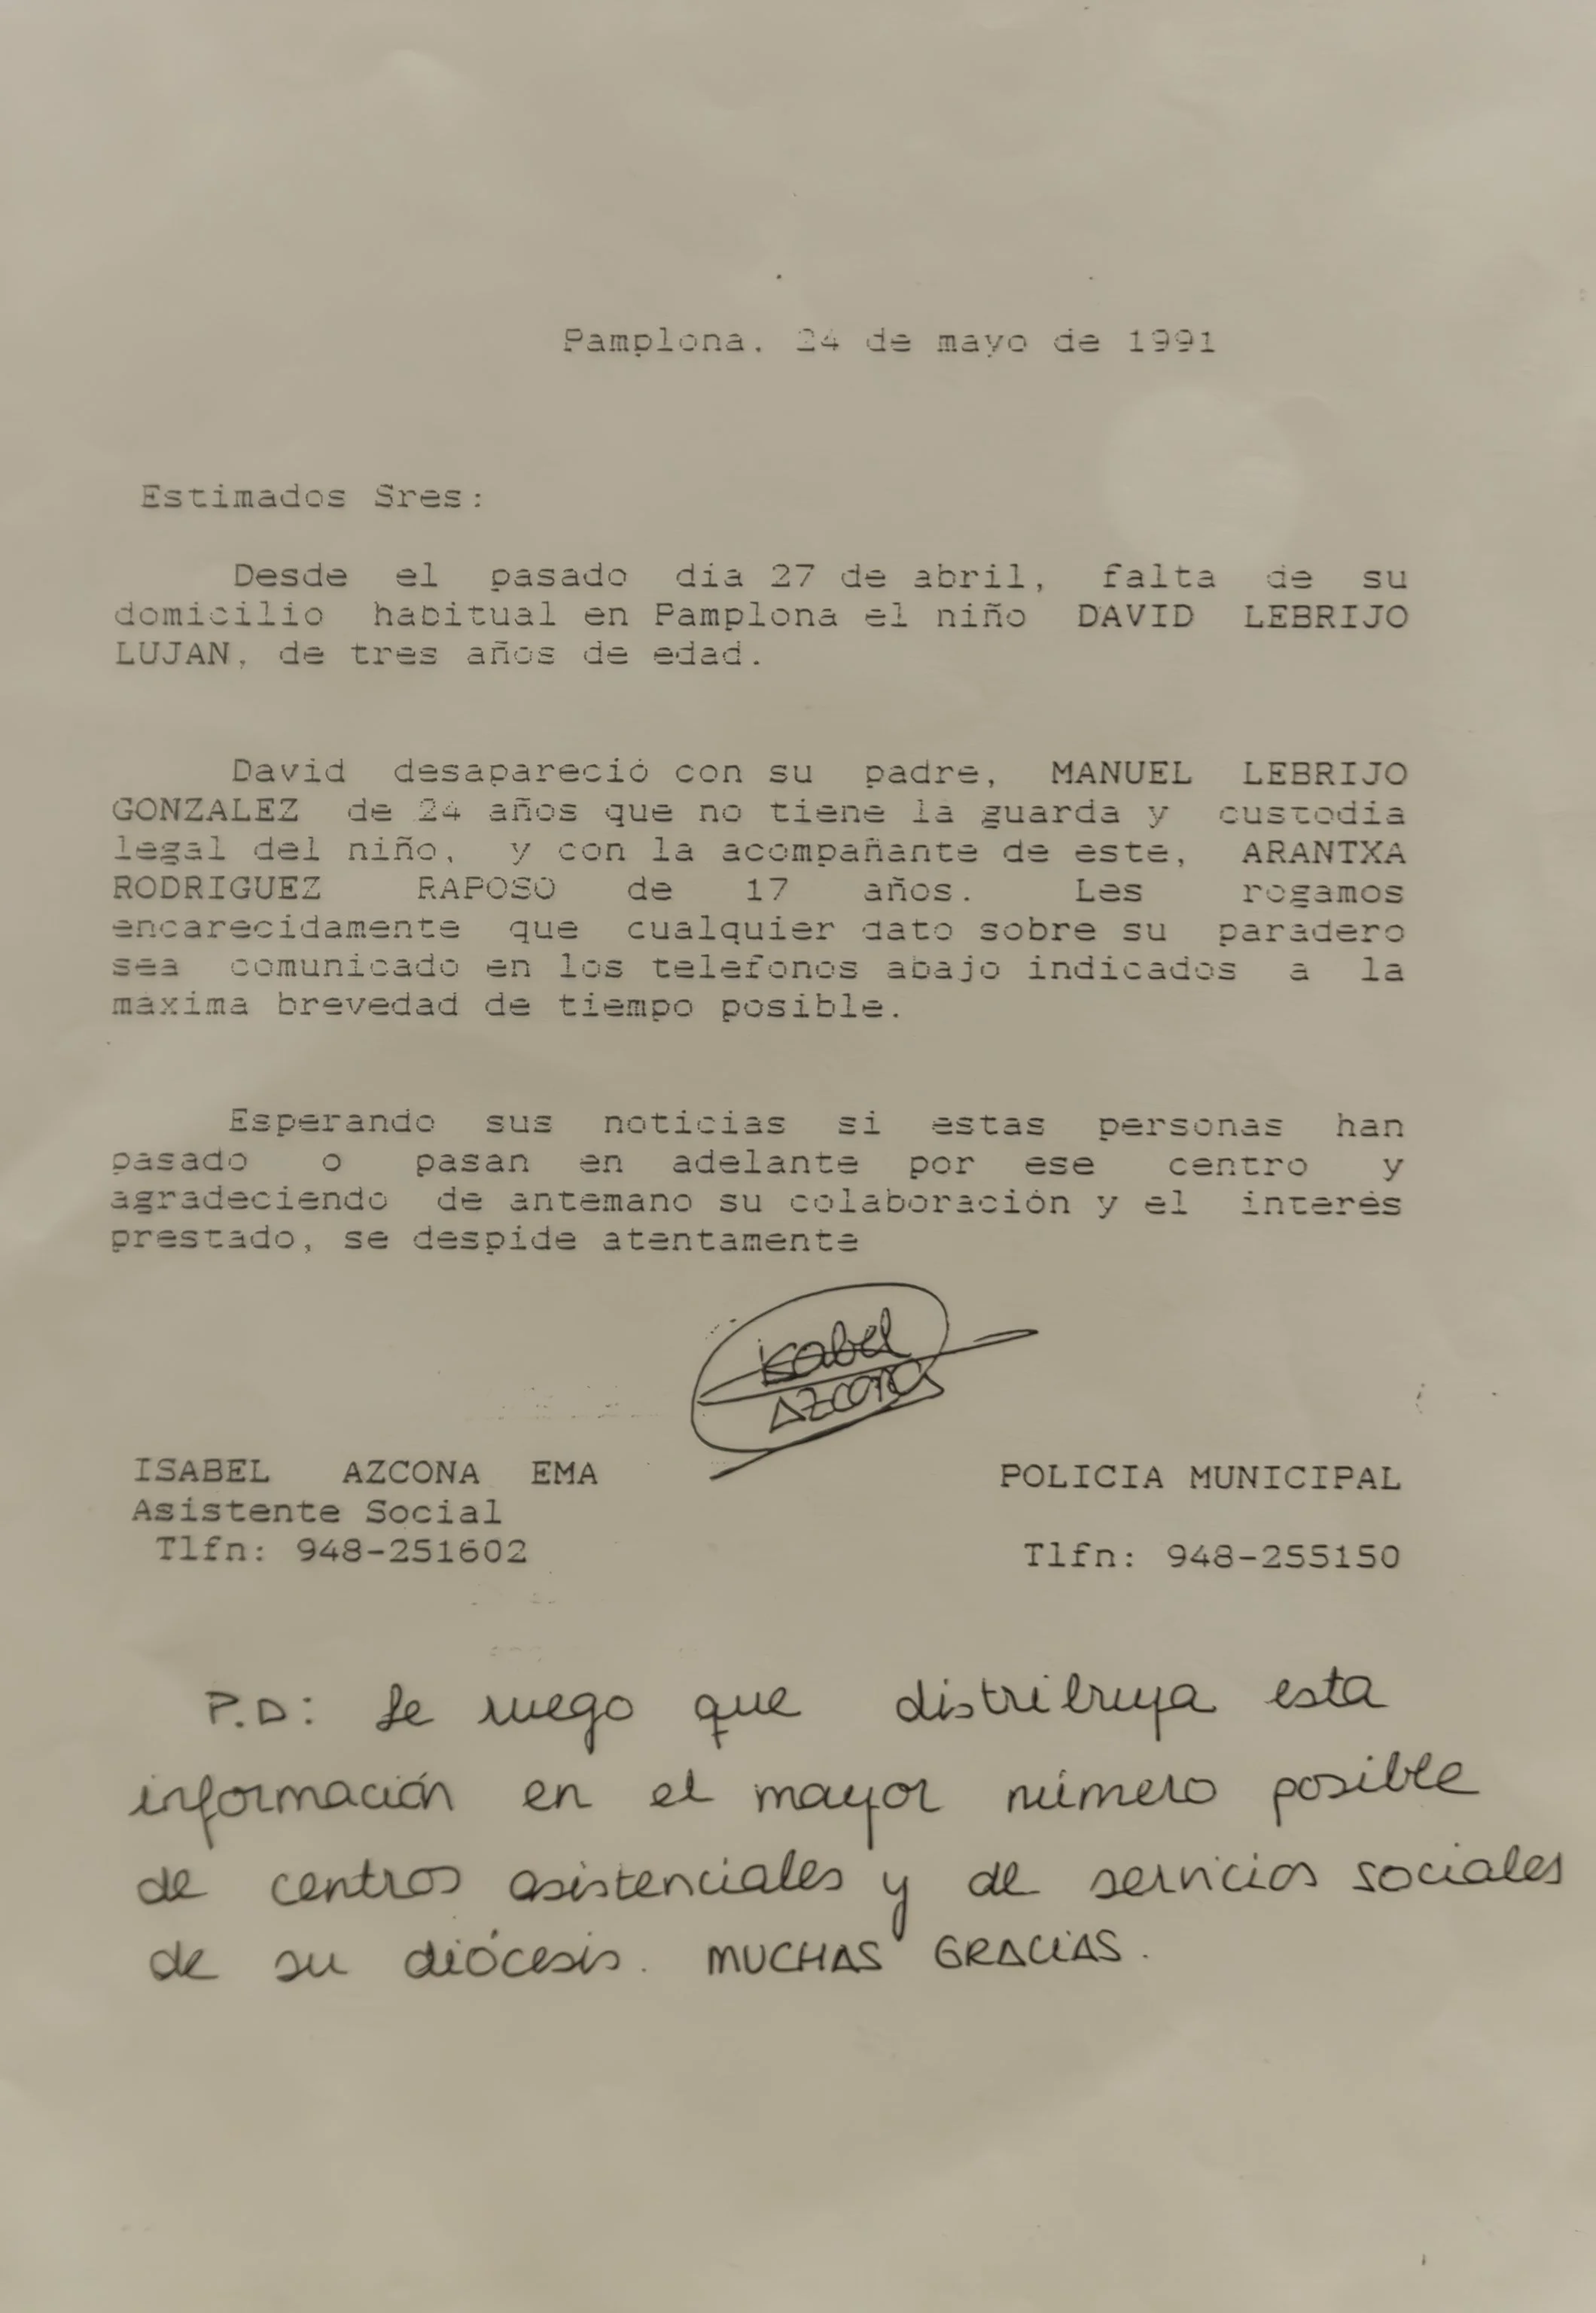 Pamplona. 24 de mayo de 1991
Estimados Sres:
Desde el pasado dia 27 de abril, falta de su
domicilio habitual en Pamplona el niño DAVID LEBRIJO
LUJAN, de tres años de edad.
David desapareció con su padre, MANUEL LEBRIJO
GONZALEZ de 24 años que no tiene la guarda y custodia
legal del niño, y con la acompañante de este, ARANTXA
RODRIGUEZ RAPOSO de 17 años. Les rogamos
encarecidamente que cualquier dato sobre su paradero
sea comunicado en los telefonos abajo indicados a la
maxima brevedad de tiempo posible.
Esperando sus noticias si estas personas han
pasado o pasan en adelante por ese centro y
agradeciendo de antemano su colaboración y el interés
prestado, se despide atentamente
isabel
AZCONA
ISABEL AZCONA EMA
Asistente Social
Tlfn: 948-251602
POLICIA MUNICIPAL
Tlfn: 948-255150
P.D: Le ruego que distribuya esta
información en el mayor número posible
de centros asistenciales y de servicios sociales
de su diócesis. MUCHAS GRACIAS.